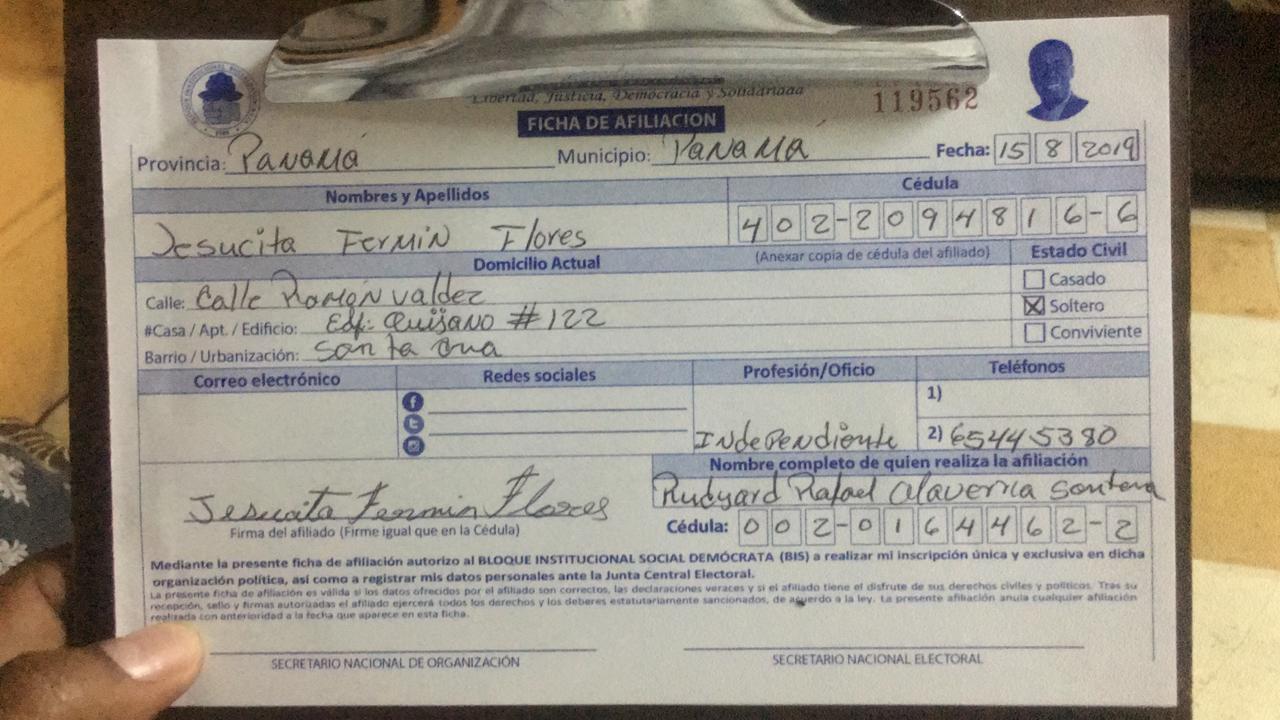 Libertad, Justicia, Democracia y Solidaridad
119562
FICHA DE AFILIACION
Provincia: PANAMÁ Municipio: PANAMÁ Fecha: 15 8 2019
Nombres y Apellidos Cédula
Jesucita Fermin Flores 402-2094816-6
Domicilio Actual (Anexar copia de cédula del afiliado) Estado Civil
Calle: Calle Ramón Valdez Casado
#Casa / Apt. / Edificio: Edf: Quijano #122 Soltero
Barrio / Urbanización: Santa Ana Conviviente
Correo electrónico Redes sociales Profesión/Oficio Teléfonos
1)
Independiente 2) 65445380
Nombre completo de quien realiza la afiliación
Rudyard Rafael Alaverria Santana
Jesucita Fermin Flores
Firma del afiliado (Firme igual que en la Cédula) Cédula: 002-0164462-2
Mediante la presente ficha de afiliación autorizo al BLOQUE INSTITUCIONAL SOCIAL DEMÓCRATA (BIS) a realizar mi inscripción única y exclusiva en dicha
organización política, así como a registrar mis datos personales ante la Junta Central Electoral.
La presente ficha de afiliación es válida si los datos ofrecidos por el afiliado son correctos, las declaraciones veraces y si el afiliado tiene el disfrute de sus derechos civiles y políticos. Tras su
recepción, sello y firmas autorizadas el afiliado ejercerá todos los derechos y los deberes estatutariamente sancionados, de acuerdo a la ley. La presente afiliación anula cualquier afiliación
realizada con anterioridad a la fecha que aparece en esta ficha.
SECRETARIO NACIONAL DE ORGANIZACIÓN SECRETARIO NACIONAL ELECTORAL